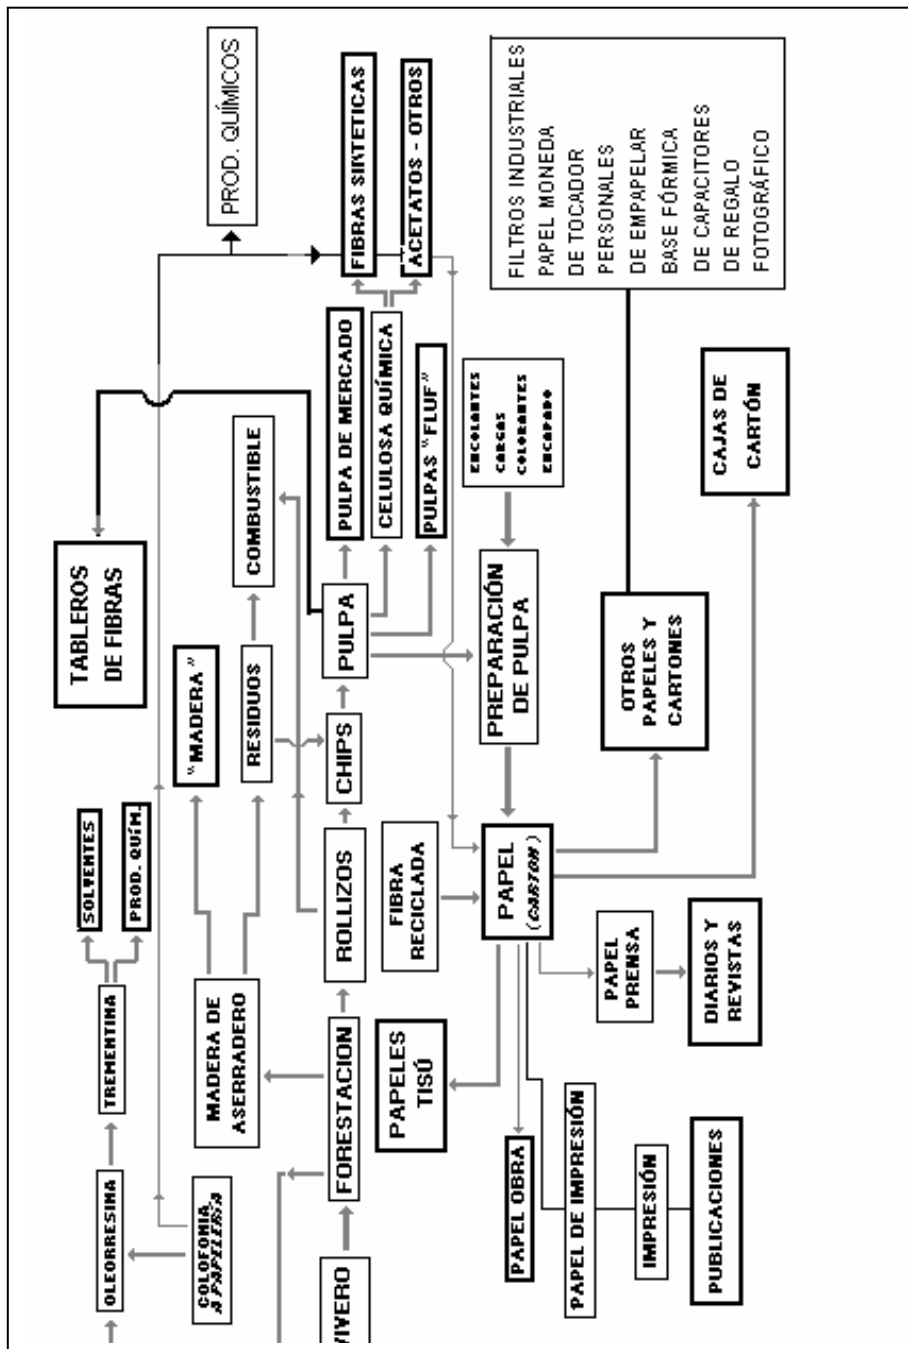 OLEORRESINA
TREMENTINA
SOLVENTES
PROD. QUÍM.
TABLEROS
DE FIBRAS
COLOFONIA
A PAPELERÍA
MADERA DE
ASERRADERO
"MADERA"
RESIDUOS
COMBUSTIBLE
PROD. QUÍMICOS
VIVERO
FORESTACION
ROLLIZOS
CHIPS
PULPA
PULPA DE MERCADO
CELULOSA QUÍMICA
PULPAS "FLUF"
FIBRAS SINTETICAS
ACETATOS - OTROS
PAPELES
TISÚ
FIBRA
RECICLADA
PAPEL
(CARTON)
PREPARACIÓN
DE PULPA
ENCOLANTES
CARGAS
COLORANTES
ENCAPADO
FILTROS INDUSTRIALES
PAPEL MONEDA
DE TOCADOR
PERSONALES
DE EMPAPELAR
BASE FÓRMICA
DE CAPACITORES
DE REGALO
FOTOGRÁFICO
PAPEL OBRA
PAPEL DE IMPRESIÓN
IMPRESIÓN
PUBLICACIONES
PAPEL
PRENSA
DIARIOS Y
REVISTAS
OTROS
PAPELES Y
CARTONES
CAJAS DE
CARTÓN